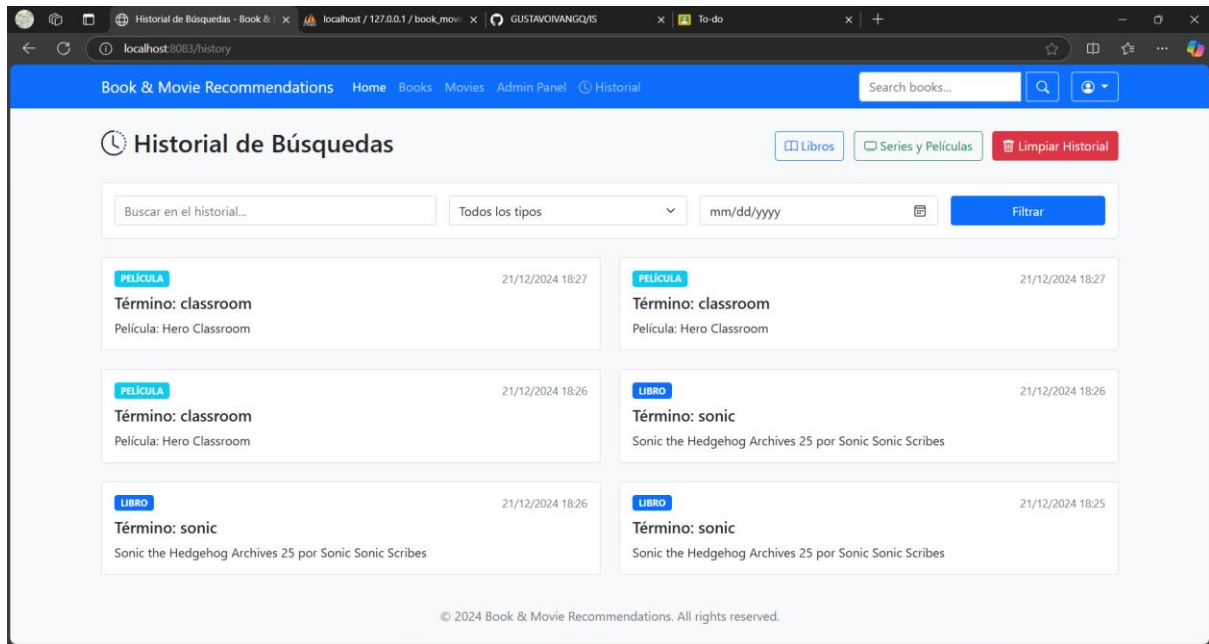 Historial de Búsquedas - Book &
localhost / 127.0.0.1 / book_movi
GUSTAVOIVANGQ/IS
To-do
localhost:8083/history
Book & Movie Recommendations Home Books Movies Admin Panel Historial Search books...
Historial de Búsquedas
Libros Series y Películas Limpiar Historial
Buscar en el historial... Todos los tipos mm/dd/yyyy Filtrar
PELÍCULA 21/12/2024 18:27
Término: classroom
Película: Hero Classroom
PELÍCULA 21/12/2024 18:27
Término: classroom
Película: Hero Classroom
PELÍCULA 21/12/2024 18:26
Término: classroom
Película: Hero Classroom
LIBRO 21/12/2024 18:26
Término: sonic
Sonic the Hedgehog Archives 25 por Sonic Sonic Scribes
LIBRO 21/12/2024 18:26
Término: sonic
Sonic the Hedgehog Archives 25 por Sonic Sonic Scribes
LIBRO 21/12/2024 18:25
Término: sonic
Sonic the Hedgehog Archives 25 por Sonic Sonic Scribes
© 2024 Book & Movie Recommendations. All rights reserved.